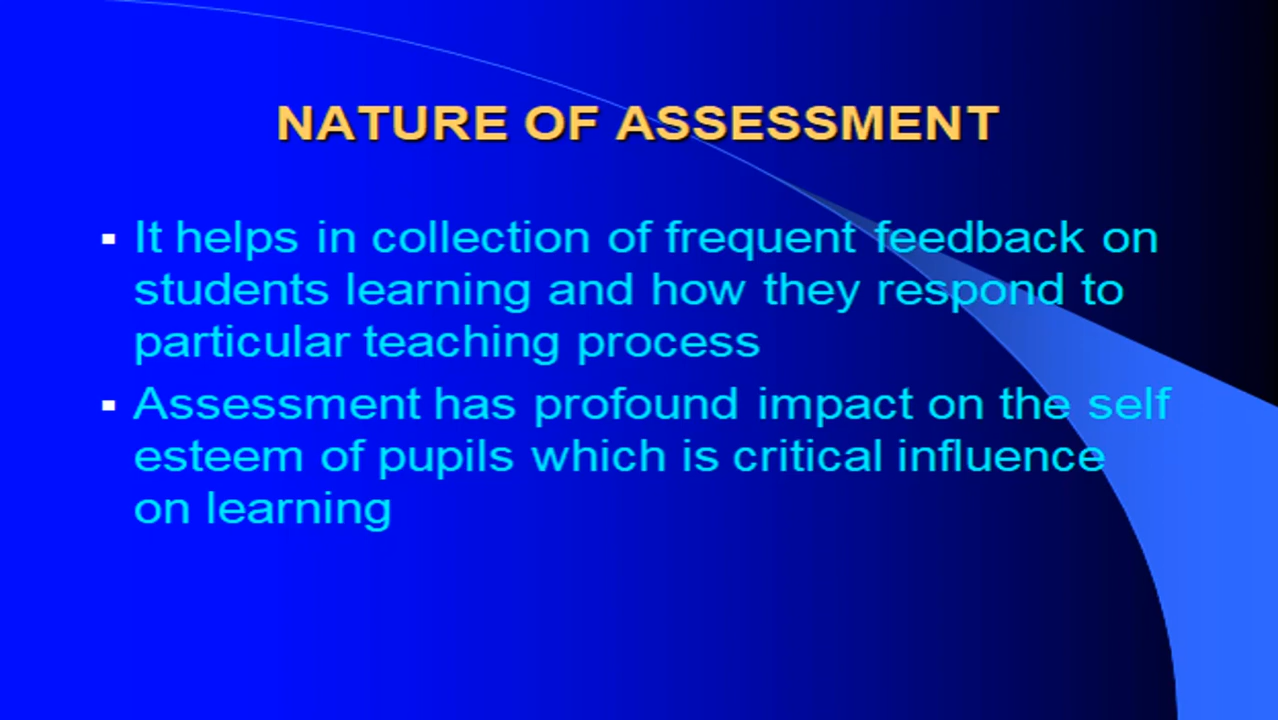 NATURE OF ASSESSMENT
▪ It helps in collection of frequent feedback on
students learning and how they respond to
particular teaching process
▪ Assessment has profound impact on the self
esteem of pupils which is critical influence
on learning